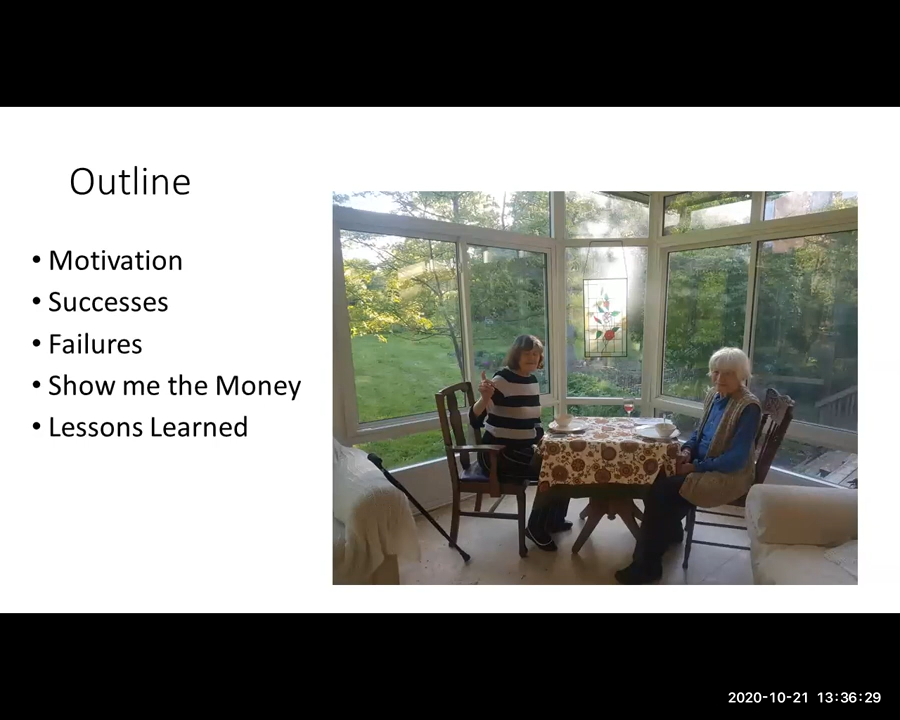 Outline
• Motivation
• Successes
• Failures
• Show me the Money
• Lessons Learned
2020-10-21 13:36:29